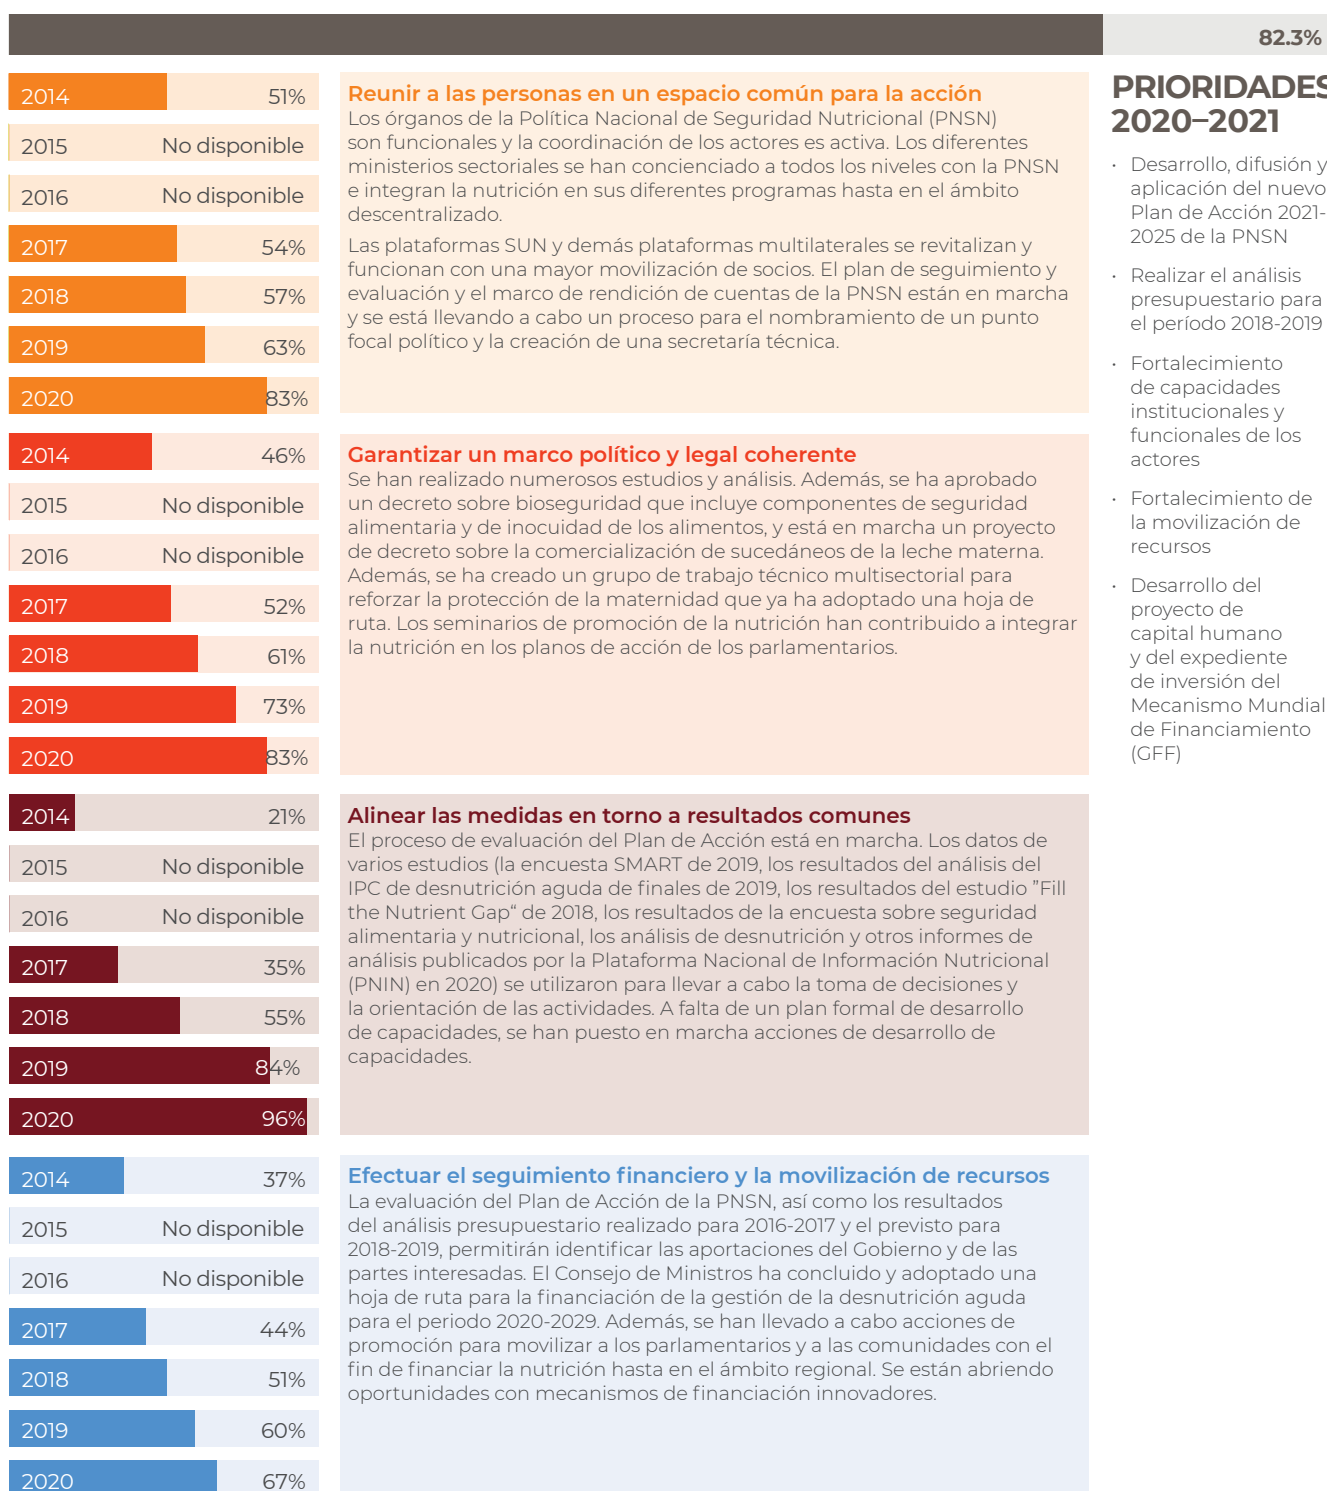 82.3%
2014 51%
2015 No disponible
2016 No disponible
2017 54%
2018 57%
2019 63%
2020 83%
Reunir a las personas en un espacio común para la acción
Los órganos de la Política Nacional de Seguridad Nutricional (PNSN)
son funcionales y la coordinación de los actores es activa. Los diferentes
ministerios sectoriales se han concienciado a todos los niveles con la PNSN
e integran la nutrición en sus diferentes programas hasta en el ámbito
descentralizado.
Las plataformas SUN y demás plataformas multilaterales se revitalizan y
funcionan con una mayor movilización de socios. El plan de seguimiento y
evaluación y el marco de rendición de cuentas de la PNSN están en marcha
y se está llevando a cabo un proceso para el nombramiento de un punto
focal político y la creación de una secretaría técnica.
2014 46%
2015 No disponible
2016 No disponible
2017 52%
2018 61%
2019 73%
2020 83%
Garantizar un marco político y legal coherente
Se han realizado numerosos estudios y análisis. Además, se ha aprobado
un decreto sobre bioseguridad que incluye componentes de seguridad
alimentaria y de inocuidad de los alimentos, y está en marcha un proyecto
de decreto sobre la comercialización de sucedáneos de la leche materna.
Además, se ha creado un grupo de trabajo técnico multisectorial para
reforzar la protección de la maternidad que ya ha adoptado una hoja de
ruta. Los seminarios de promoción de la nutrición han contribuido a integrar
la nutrición en los planos de acción de los parlamentarios.
2014 21%
2015 No disponible
2016 No disponible
2017 35%
2018 55%
2019 84%
2020 96%
Alinear las medidas en torno a resultados comunes
El proceso de evaluación del Plan de Acción está en marcha. Los datos de
varios estudios (la encuesta SMART de 2019, los resultados del análisis del
IPC de desnutrición aguda de finales de 2019, los resultados del estudio ”Fill
the Nutrient Gap“ de 2018, los resultados de la encuesta sobre seguridad
alimentaria y nutricional, los análisis de desnutrición y otros informes de
análisis publicados por la Plataforma Nacional de Información Nutricional
(PNIN) en 2020) se utilizaron para llevar a cabo la toma de decisiones y
la orientación de las actividades. A falta de un plan formal de desarrollo
de capacidades, se han puesto en marcha acciones de desarrollo de
capacidades.
2014 37%
2015 No disponible
2016 No disponible
2017 44%
2018 51%
2019 60%
2020 67%
Efectuar el seguimiento financiero y la movilización de recursos
La evaluación del Plan de Acción de la PNSN, así como los resultados
del análisis presupuestario realizado para 2016-2017 y el previsto para
2018-2019, permitirán identificar las aportaciones del Gobierno y de las
partes interesadas. El Consejo de Ministros ha concluido y adoptado una
hoja de ruta para la financiación de la gestión de la desnutrición aguda
para el periodo 2020-2029. Además, se han llevado a cabo acciones de
promoción para movilizar a los parlamentarios y a las comunidades con el
fin de financiar la nutrición hasta en el ámbito regional. Se están abriendo
oportunidades con mecanismos de financiación innovadores.
PRIORIDADES
2020–2021
• Desarrollo, difusión y
aplicación del nuevo
Plan de Acción 2021-
2025 de la PNSN
• Realizar el análisis
presupuestario para
el período 2018-2019
• Fortalecimiento
de capacidades
institucionales y
funcionales de los
actores
• Fortalecimiento de
la movilización de
recursos
• Desarrollo del
proyecto de
capital humano
y del expediente
de inversión del
Mecanismo Mundial
de Financiamiento
(GFF)